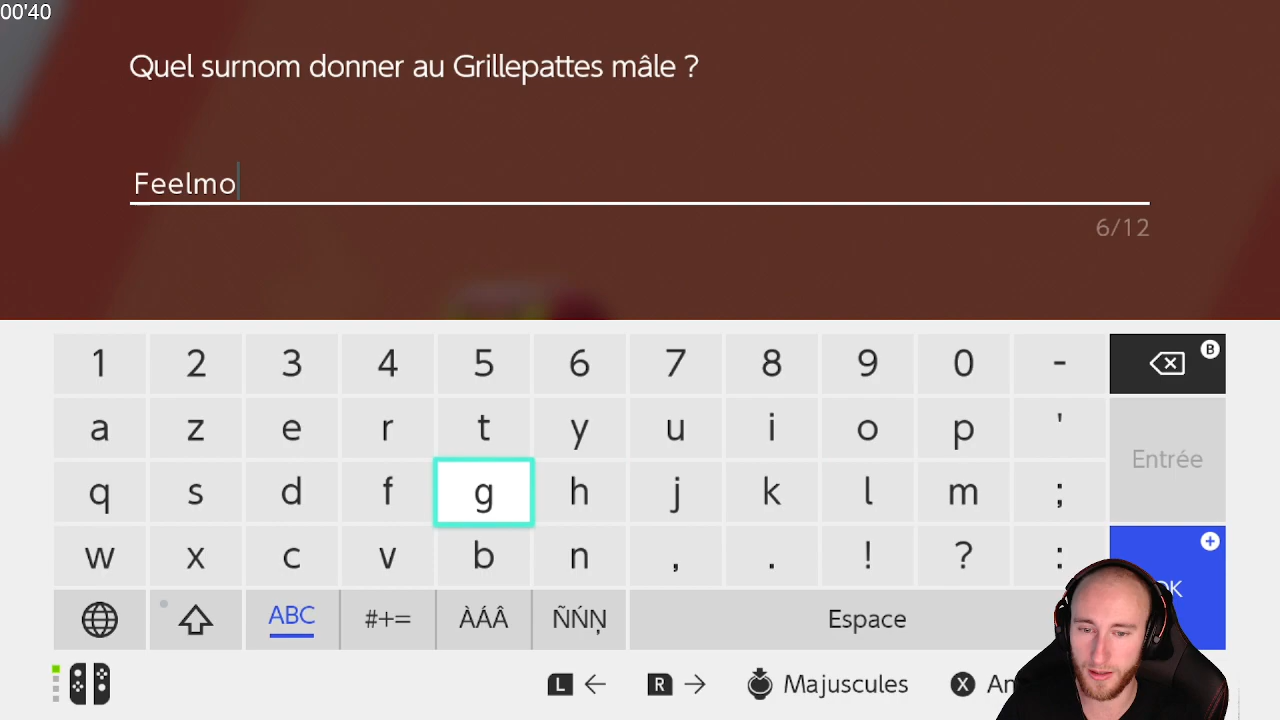 00'40
Quel surnom donner au Grillepattes mâle ?
Feelmo
6/12
1 2 3 4 5 6 7 8 9 0 -
B
a z e r t y u i o p '
Entrée
q s d f g h j k l m ;
w x c v b n , . ! ? :
+
ABC #+= ÀÁÂ ÑŃŅ Espace
L ← R → Majuscules X